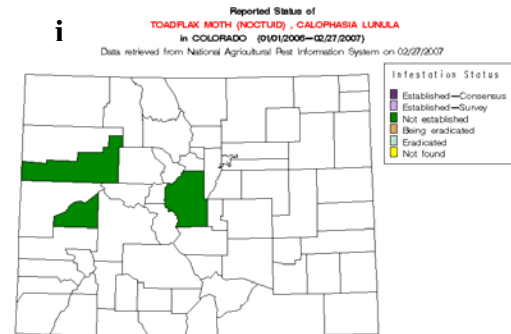 Reported Status of
i
TOADFLAX MOTH (NOCTUID) , CALOPHASIA LUNULA
in COLORADO (01/01/2006—02/27/2007)
Data retrieved from National Agricultural Pest Information System on 02/27/2007
Infestation Status
Established—Consensus
Established—Survey
Not established
Being eradicated
Eradicated
Not found